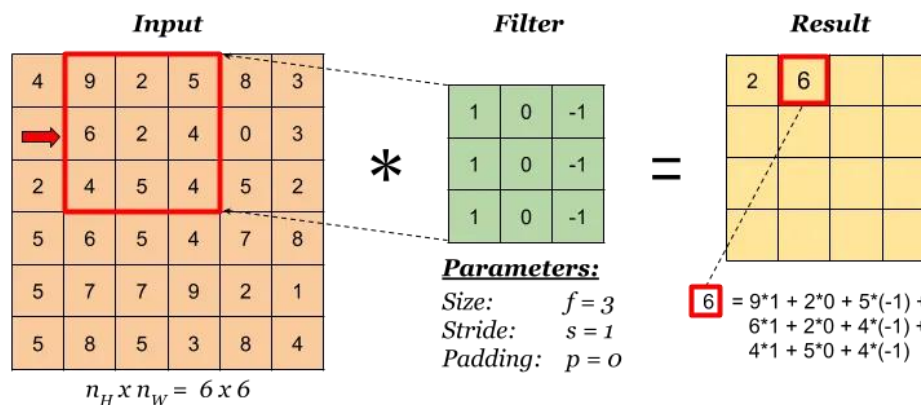 Input
4 9 2 5 8 3
6 2 4 0 3
2 4 5 4 5 2
5 6 5 4 7 8
5 7 7 9 2 1
5 8 5 3 8 4
n_H x n_W = 6 x 6
*
Filter
1 0 -1
1 0 -1
1 0 -1
Parameters:
Size: f = 3
Stride: s = 1
Padding: p = 0
=
Result
2 6
6 = 9*1 + 2*0 + 5*(-1) +
6*1 + 2*0 + 4*(-1) +
4*1 + 5*0 + 4*(-1)